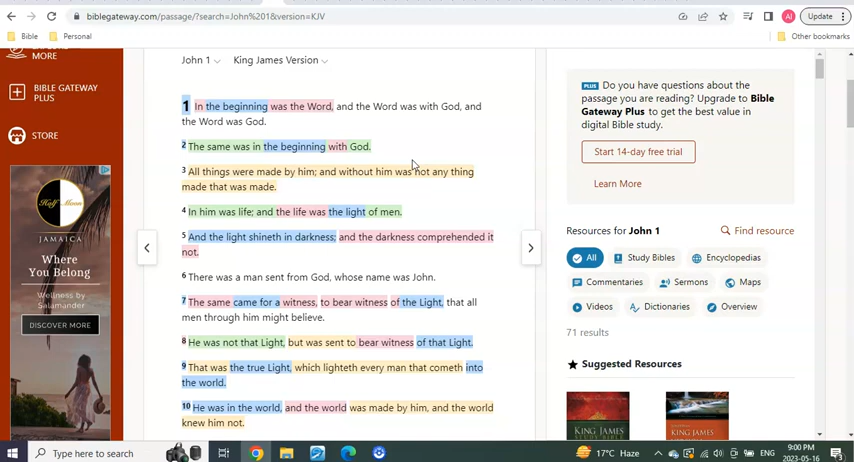 biblegateway.com/passage/?search=John%201&version=KJV
AI
Update
Bible
Personal
Other bookmarks
MORE
BIBLE GATEWAY
PLUS
STORE
Half Moon
JAMAICA
Where
You Belong
Wellness by
Salamander
DISCOVER MORE
John 1
King James Version
1 In the beginning was the Word, and the Word was with God, and
the Word was God.
2 The same was in the beginning with God.
3 All things were made by him; and without him was not any thing
made that was made.
4 In him was life; and the life was the light of men.
5 And the light shineth in darkness; and the darkness comprehended it
not.
6 There was a man sent from God, whose name was John.
7 The same came for a witness, to bear witness of the Light, that all
men through him might believe.
8 He was not that Light, but was sent to bear witness of that Light.
9 That was the true Light, which lighteth every man that cometh into
the world.
10 He was in the world, and the world was made by him, and the world
knew him not.
PLUS Do you have questions about the
passage you are reading? Upgrade to Bible
Gateway Plus to get the best value in
digital Bible study.
Start 14-day free trial
Learn More
Resources for John 1
Find resource
All
Study Bibles
Encyclopedias
Commentaries
Sermons
Maps
Videos
Dictionaries
Overview
71 results
Suggested Resources
KING JAMES
KING JAMES
Type here to search
17°C Haze
ENG
9:00 PM
2023-05-16